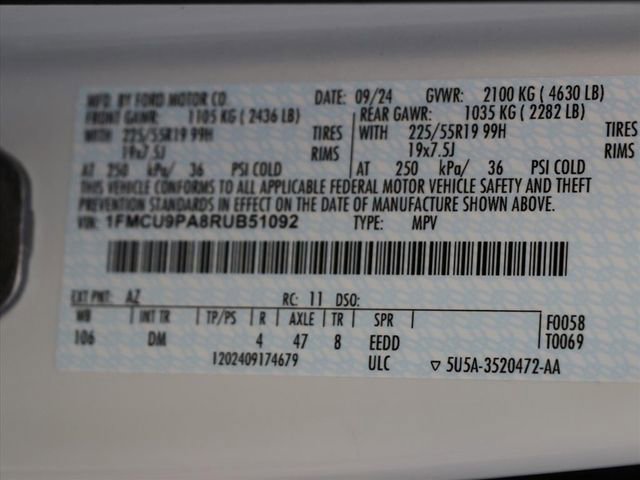 MFD. BY FORD MOTOR CO. DATE: 09/24 GVWR: 2100 KG ( 4630 LB)
FRONT GAWR: 1105 KG ( 2436 LB) REAR GAWR: 1035 KG ( 2282 LB)
WITH 225/55R19 99H TIRES WITH 225/55R19 99H TIRES
19x7.5J RIMS 19x7.5J RIMS
AT 250 kPa/ 36 PSI COLD AT 250 kPa/ 36 PSI COLD
THIS VEHICLE CONFORMS TO ALL APPLICABLE FEDERAL MOTOR VEHICLE SAFETY AND THEFT
PREVENTION STANDARDS IN EFFECT ON THE DATE OF MANUFACTURE SHOWN ABOVE.
VIN: 1FMCU9PA8RUB51092 TYPE: MPV
EXT PNT: AZ RC: 11 DSO:
WB INT TR TP/PS R AXLE TR SPR F0058
106 DM 4 47 8 EEDD T0069
1202409174679 ULC ▽ 5U5A-3520472-AA